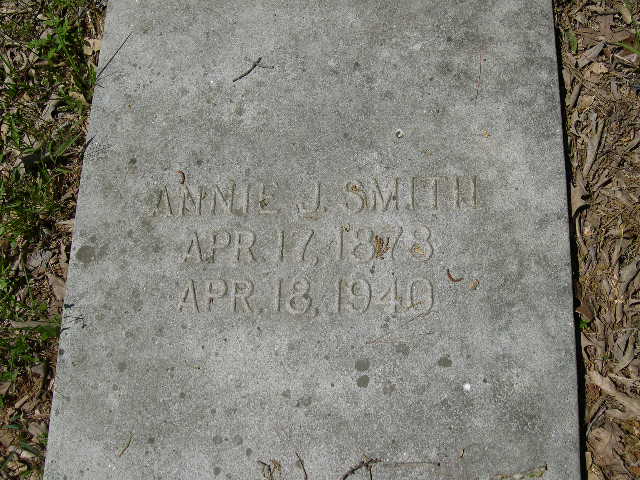 ANNIE J. SMITH
APR. 17, 1878
APR. 18, 1940